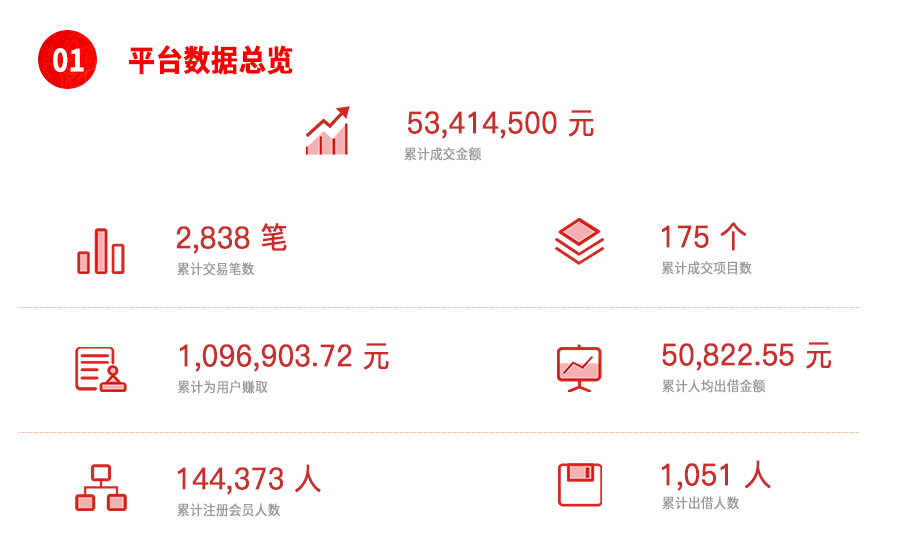 01 平台数据总览
53,414,500 元
累计成交金额
2,838 笔
累计交易笔数
175 个
累计成交项目数
1,096,903.72 元
累计为用户赚取
50,822.55 元
累计人均出借金额
144,373 人
累计注册会员人数
1,051 人
累计出借人数